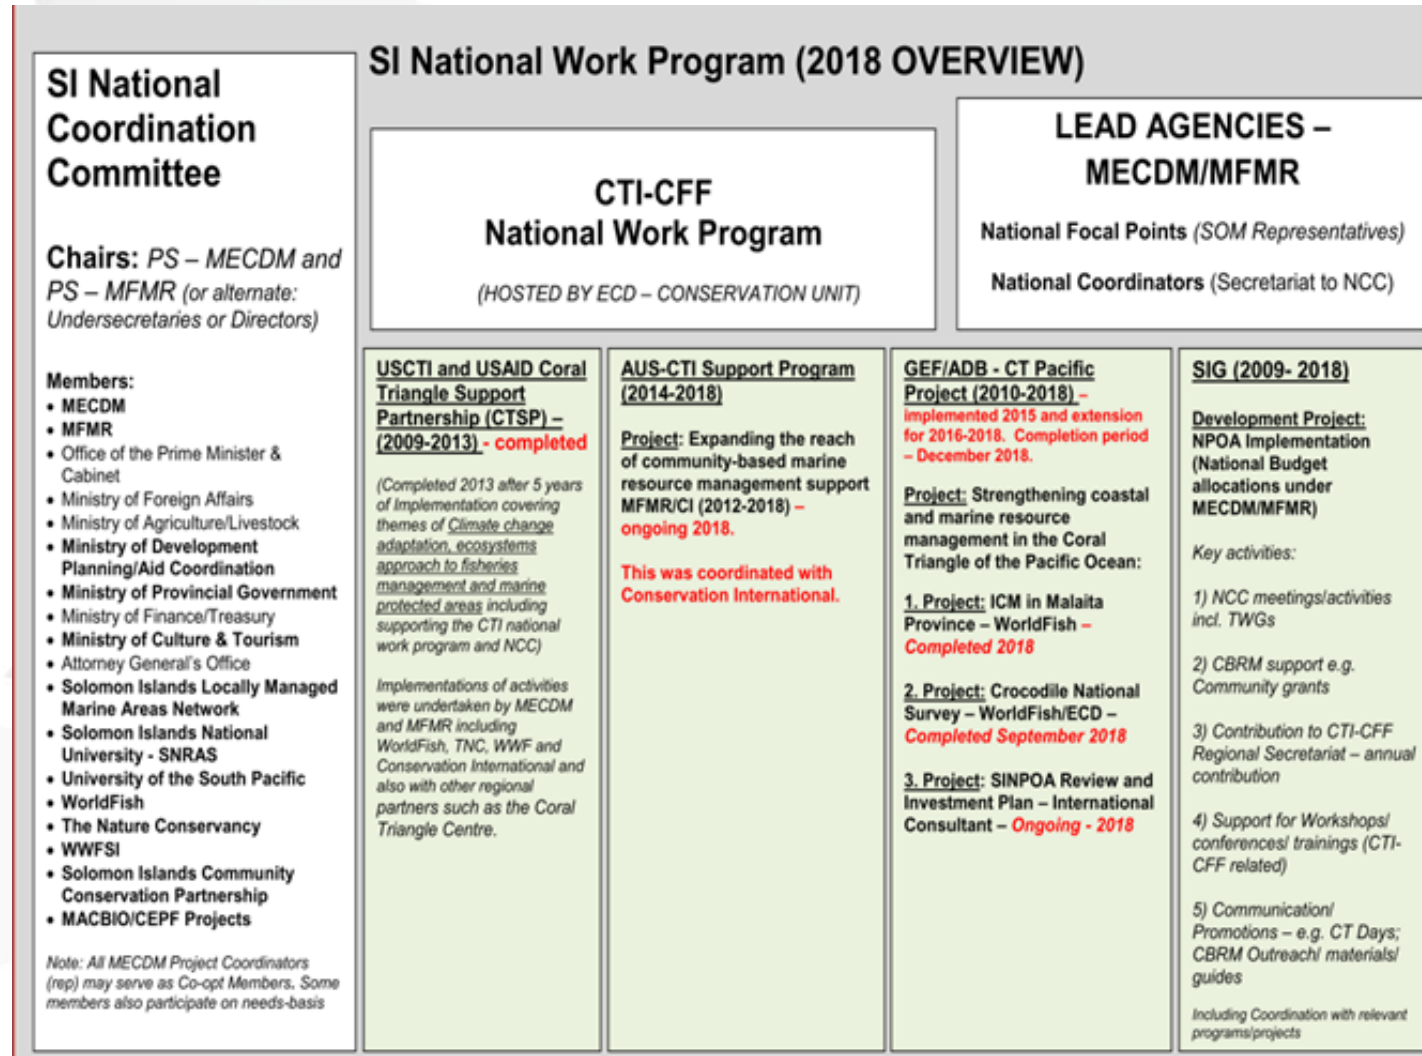 SI National Work Program (2018 OVERVIEW)
SI National
Coordination
Committee
Chairs: PS – MECDM and
PS – MFMR (or alternate:
Undersecretaries or Directors)
Members:
• MECDM
• MFMR
• Office of the Prime Minister &
Cabinet
• Ministry of Foreign Affairs
• Ministry of Agriculture/Livestock
• Ministry of Development
Planning/Aid Coordination
• Ministry of Provincial Government
• Ministry of Finance/Treasury
• Ministry of Culture & Tourism
• Attorney General's Office
• Solomon Islands Locally Managed
Marine Areas Network
• Solomon Islands National
University - SNRAS
• University of the South Pacific
• WorldFish
• The Nature Conservancy
• WWFSI
• Solomon Islands Community
Conservation Partnership
• MACBIO/CEPF Projects
Note: All MECDM Project Coordinators
(rep) may serve as Co-opt Members. Some
members also participate on needs-basis
CTI-CFF
National Work Program
(HOSTED BY ECD – CONSERVATION UNIT)
LEAD AGENCIES –
MECDM/MFMR
National Focal Points (SOM Representatives)
National Coordinators (Secretariat to NCC)
USCTI and USAID Coral
Triangle Support
Partnership (CTSP) –
(2009-2013) - completed
(Completed 2013 after 5 years
of Implementation covering
themes of Climate change
adaptation, ecosystems
approach to fisheries
management and marine
protected areas including
supporting the CTI national
work program and NCC)
Implementations of activities
were undertaken by MECDM
and MFMR including
WorldFish, TNC, WWF and
Conservation International and
also with other regional
partners such as the Coral
Triangle Centre.
AUS-CTI Support Program
(2014-2018)
Project: Expanding the reach
of community-based marine
resource management support
MFMR/CI (2012-2018) –
ongoing 2018.
This was coordinated with
Conservation International.
GEF/ADB - CT Pacific
Project (2010-2018) –
implemented 2015 and extension
for 2016-2018. Completion period
– December 2018.
Project: Strengthening coastal
and marine resource
management in the Coral
Triangle of the Pacific Ocean:
1. Project: ICM in Malaita
Province – WorldFish –
Completed 2018
2. Project: Crocodile National
Survey – WorldFish/ECD –
Completed September 2018
3. Project: SINPOA Review and
Investment Plan – International
Consultant – Ongoing - 2018
SIG (2009- 2018)
Development Project:
NPOA Implementation
(National Budget
allocations under
MECDM/MFMR)
Key activities:
1) NCC meetings/activities
incl. TWGs
2) CBRM support e.g.
Community grants
3) Contribution to CTI-CFF
Regional Secretariat – annual
contribution
4) Support for Workshops/
conferences/ trainings (CTI-
CFF related)
5) Communication/
Promotions – e.g. CT Days;
CBRM Outreach/ materials/
guides
Including Coordination with relevant
programs/projects